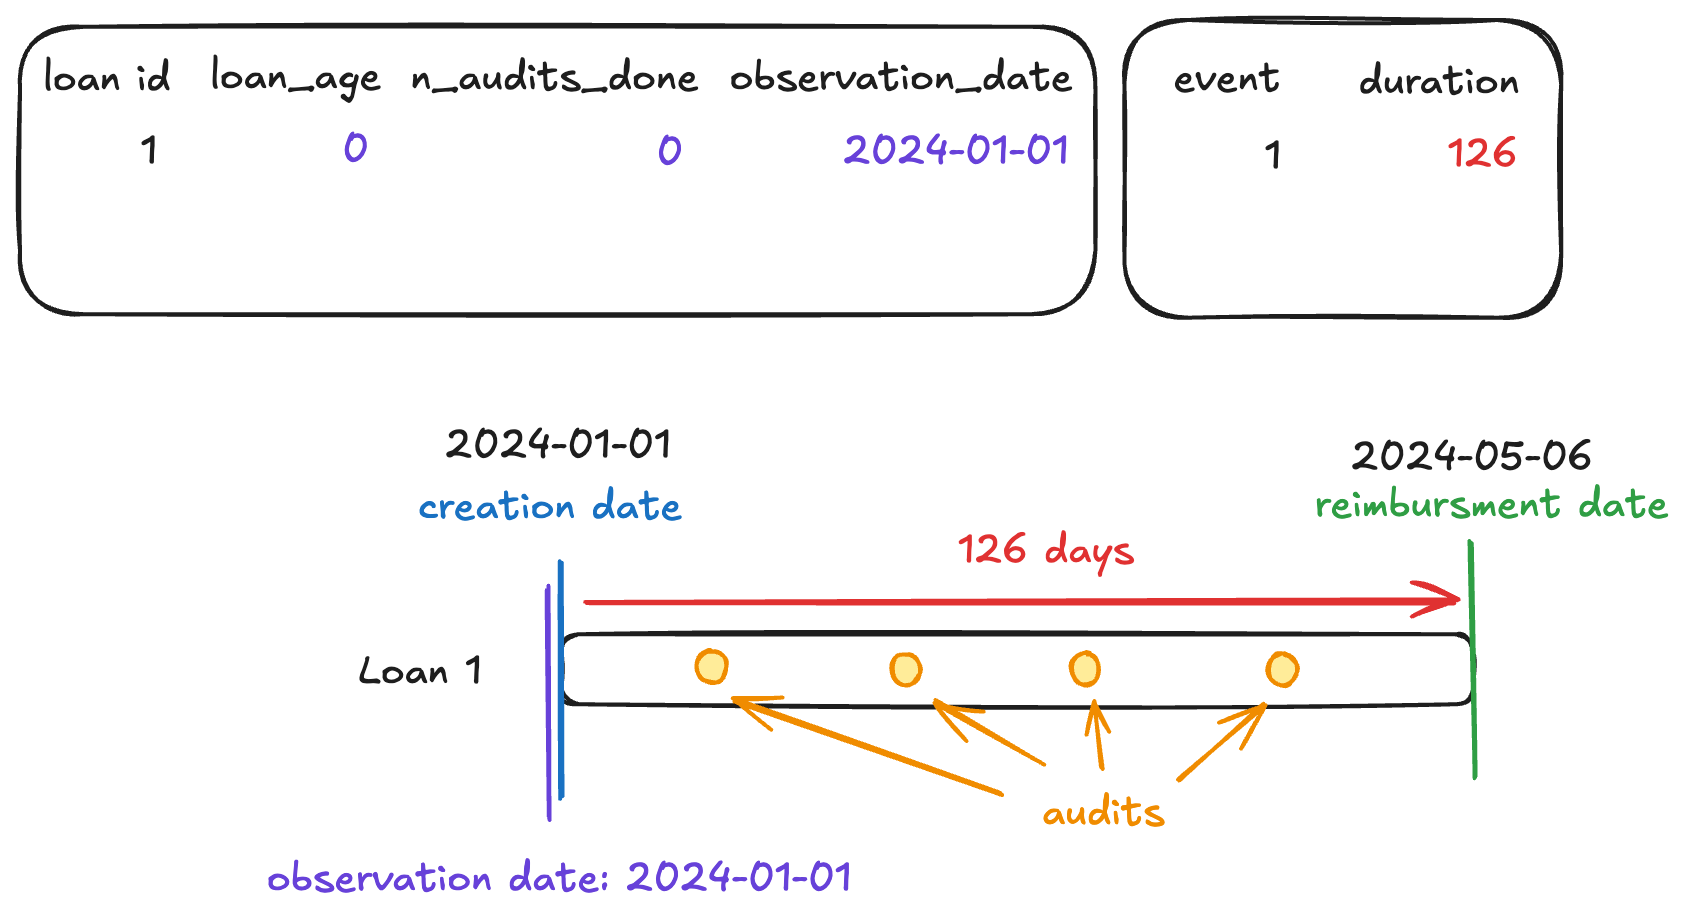 loan id loan_age n_audits_done observation_date event duration
1 0 0 2024-01-01 1 126
2024-01-01
creation date
2024-05-06
reimbursment date
126 days
Loan 1
audits
observation date: 2024-01-01